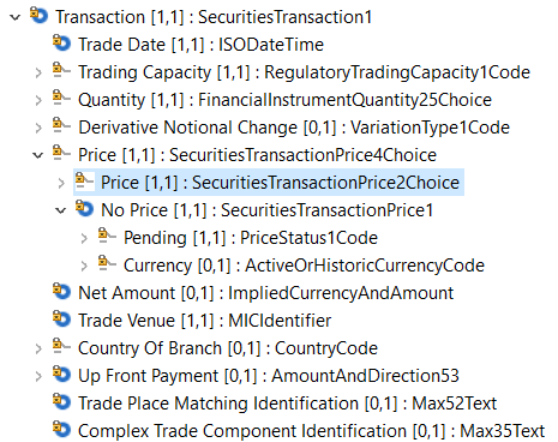 Transaction [1,1] : SecuritiesTransaction1
Trade Date [1,1] : ISODateTime
Trading Capacity [1,1] : RegulatoryTradingCapacity1Code
Quantity [1,1] : FinancialInstrumentQuantity25Choice
Derivative Notional Change [0,1] : VariationType1Code
Price [1,1] : SecuritiesTransactionPrice4Choice
Price [1,1] : SecuritiesTransactionPrice2Choice
No Price [1,1] : SecuritiesTransactionPrice1
Pending [1,1] : PriceStatus1Code
Currency [0,1] : ActiveOrHistoricCurrencyCode
Net Amount [0,1] : ImpliedCurrencyAndAmount
Trade Venue [1,1] : MICIdentifier
Country Of Branch [0,1] : CountryCode
Up Front Payment [0,1] : AmountAndDirection53
Trade Place Matching Identification [0,1] : Max52Text
Complex Trade Component Identification [0,1] : Max35Text